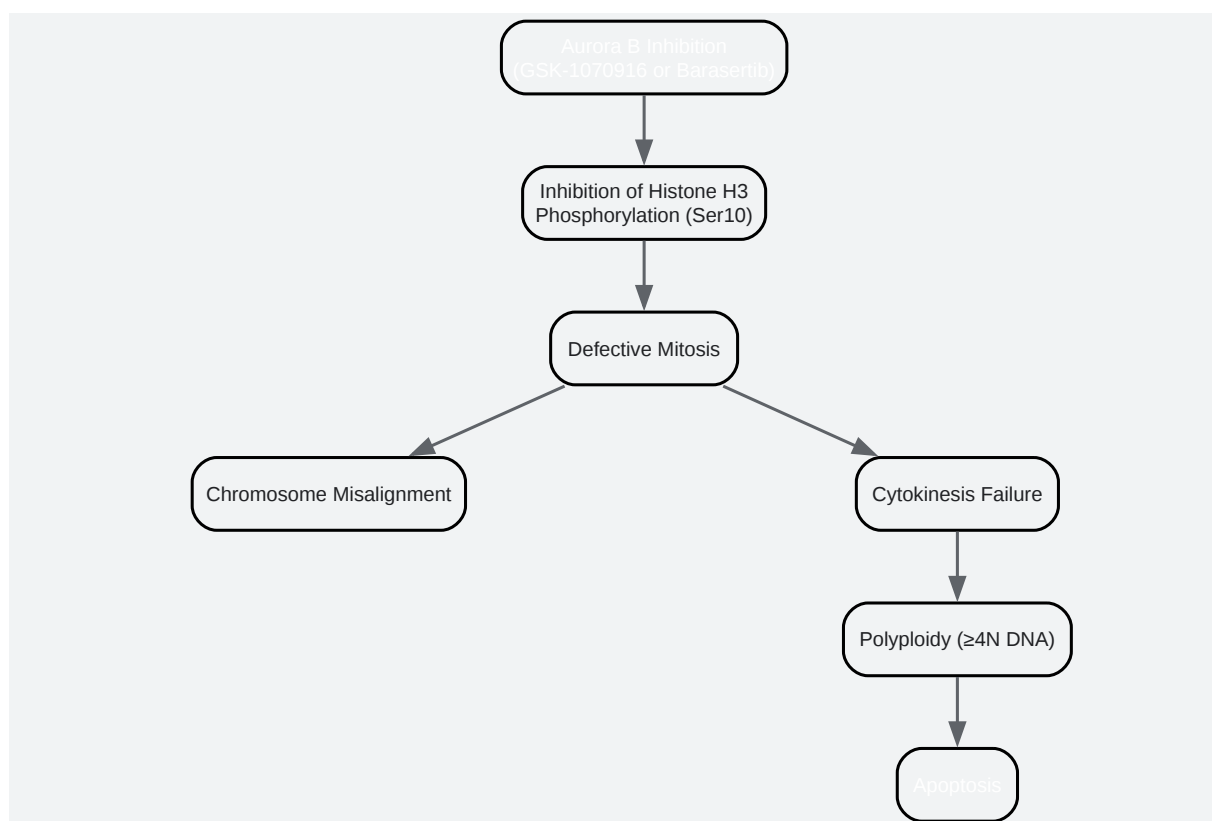 Aurora B Inhibition
(GSK-1070916 or Barasertib)
Inhibition of Histone H3
Phosphorylation (Ser10)
Defective Mitosis
Chromosome Misalignment
Cytokinesis Failure
Polyploidy (≥4N DNA)
Apoptosis